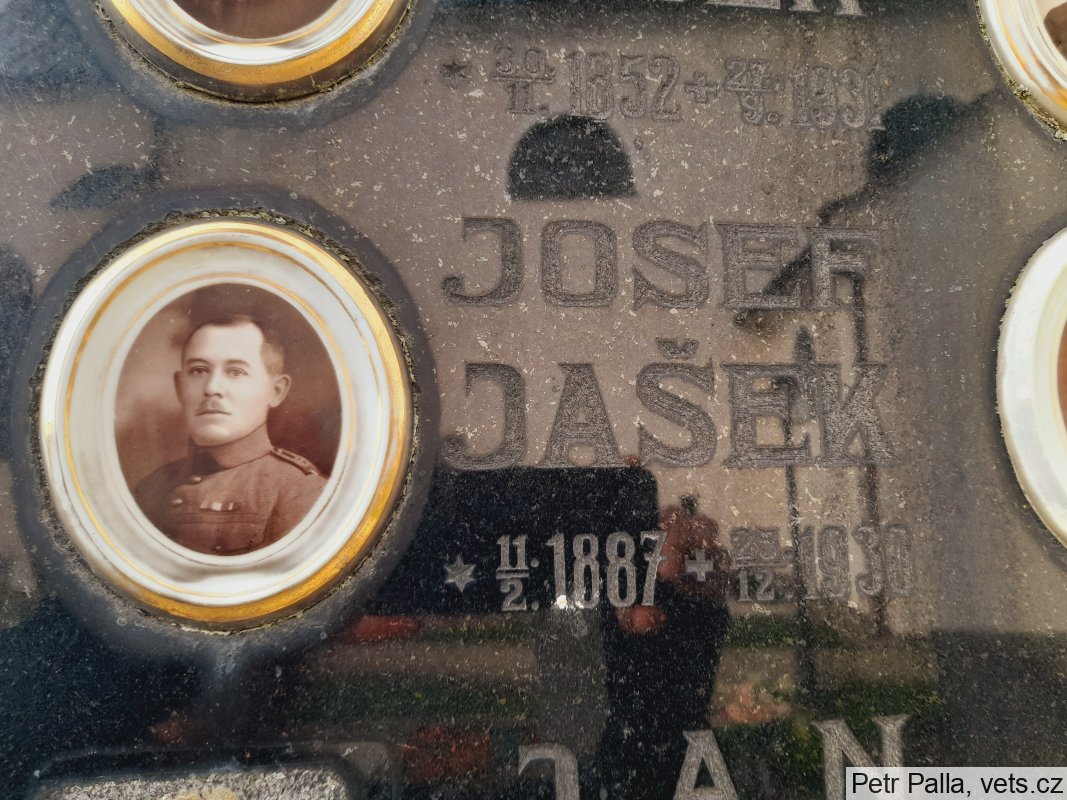 * 30./11. 1852 + 27./9. 1931
JOSEF
JAŠEK
* 11./2. 1887 + 25./12. 1930
JAN
Petr Palla, vets.cz